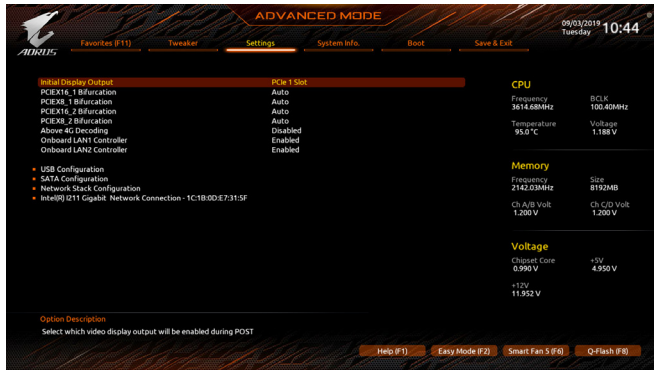 ADVANCED MODE
09/03/2019 Tuesday 10:44
AORUS
Favorites (F11) Tweaker Settings System Info. Boot Save & Exit
Initial Display Output PCIe 1 Slot
PCIEX16_1 Bifurcation Auto
PCIEX8_1 Bifurcation Auto
PCIEX16_2 Bifurcation Auto
PCIEX8_2 Bifurcation Auto
Above 4G Decoding Disabled
Onboard LAN1 Controller Enabled
Onboard LAN2 Controller Enabled
USB Configuration
SATA Configuration
Network Stack Configuration
Intel(R) I211 Gigabit Network Connection - 1C:1B:0D:E7:31:5F
CPU
Frequency BCLK
3614.68MHz 100.40MHz
Temperature Voltage
95.0 °C 1.188 V
Memory
Frequency Size
2142.03MHz 8192MB
Ch A/B Volt Ch C/D Volt
1.200 V 1.200 V
Voltage
Chipset Core +5V
0.990 V 4.950 V
+12V
11.952 V
Option Description
Select which video display output will be enabled during POST
Help (F1) Easy Mode (F2) Smart Fan 5 (F6) Q-Flash (F8)